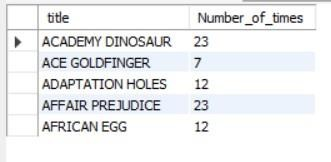 title Number_of_times
ACADEMY DINOSAUR 23
ACE GOLDFINGER 7
ADAPTATION HOLES 12
AFFAIR PREJUDICE 23
AFRICAN EGG 12